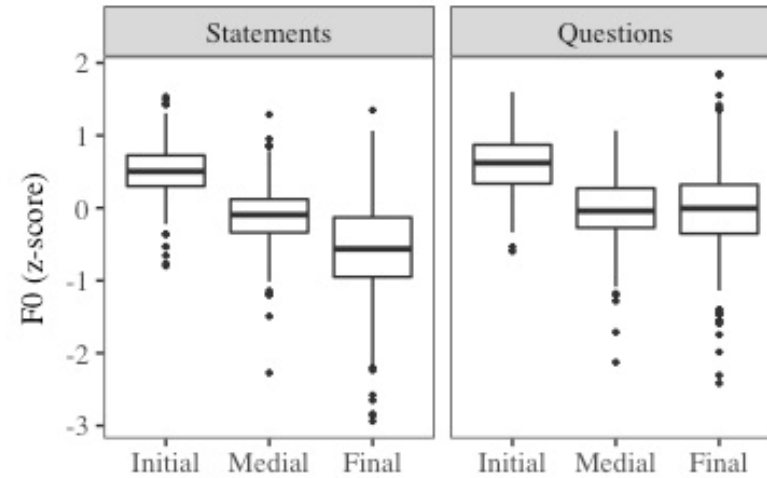 Statements Questions
2
1
0
-1
-2
-3
F0 (z-score)
Initial Medial Final Initial Medial Final